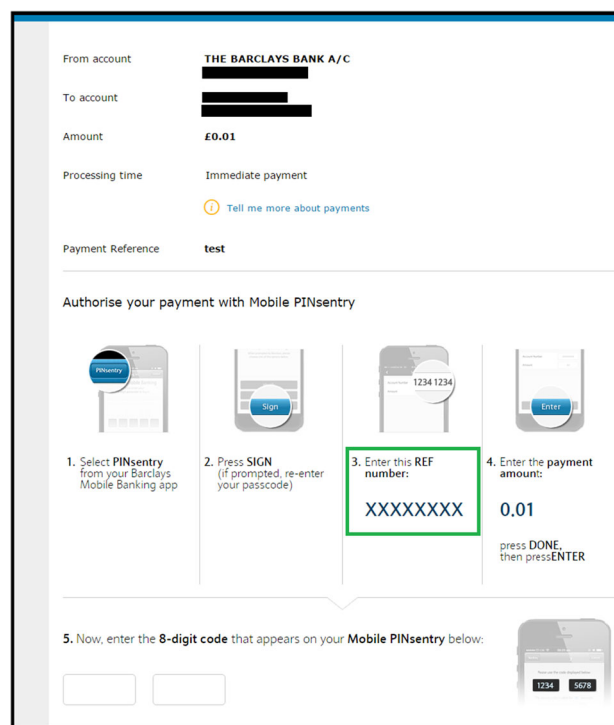 From account THE BARCLAYS BANK A/C
To account
Amount £0.01
Processing time Immediate payment
i Tell me more about payments
Payment Reference test
Authorise your payment with Mobile PINsentry
PINsentry
Sign
1234 1234
Enter
1. Select PINsentry
from your Barclays
Mobile Banking app
2. Press SIGN
(if prompted, re-enter
your passcode)
3. Enter this REF
number:
XXXXXXXX
4. Enter the payment
amount:
0.01
press DONE,
then pressENTER
5. Now, enter the 8-digit code that appears on your Mobile PINsentry below:
1234 5678